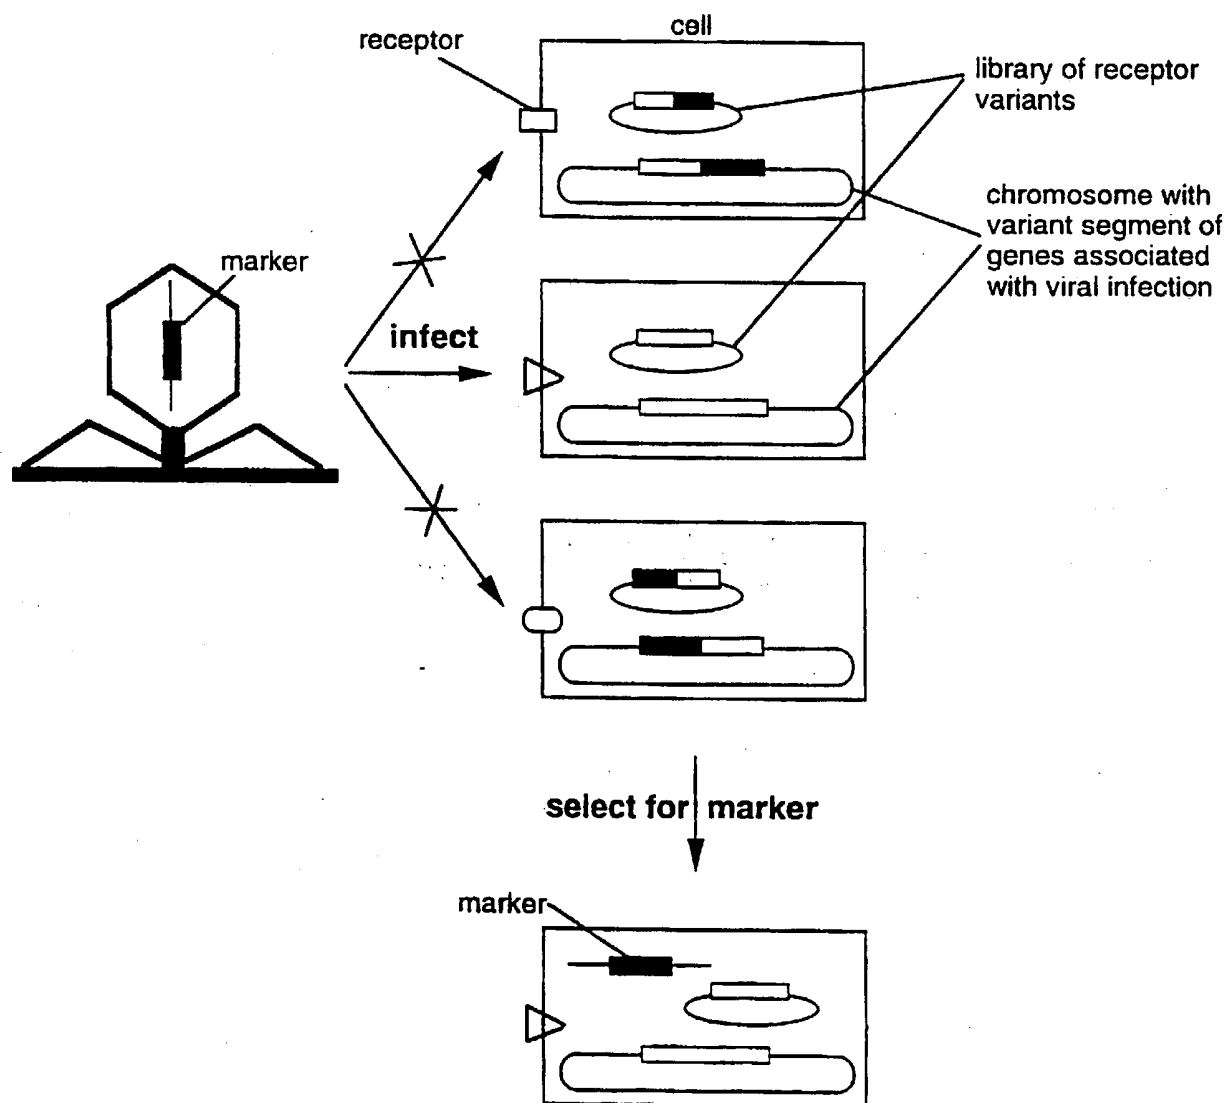 cell
receptor
library of receptor
variants
chromosome with
variant segment of
genes associated
with viral infection
marker
infect
select for marker
marker